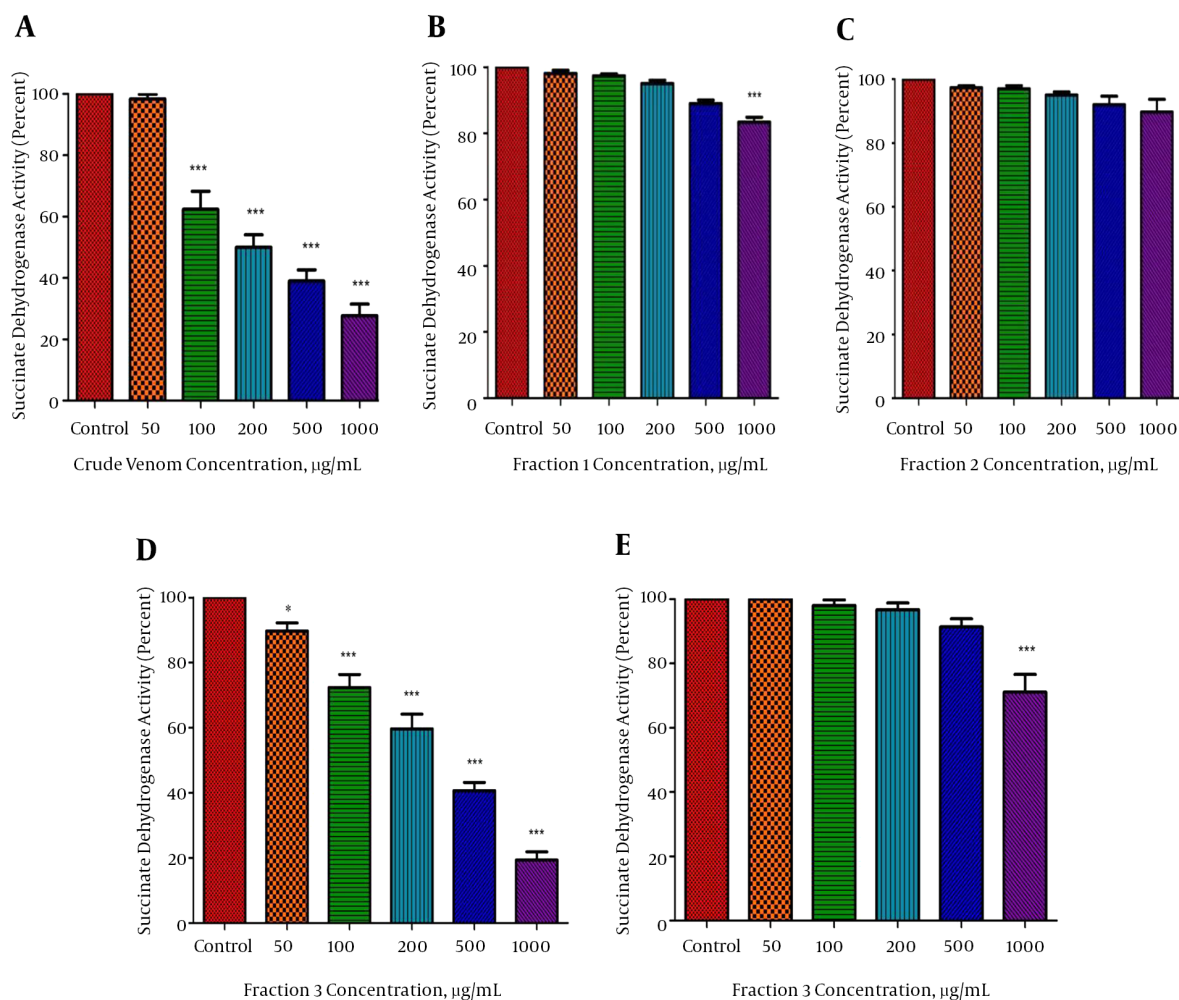 A
Succinate Dehydrogenase Activity (Percent)
100
80
60
40
20
0
***
***
***
***
Control 50 100 200 500 1000
Crude Venom Concentration, µg/mL
B
Succinate Dehydrogenase Activity (Percent)
100
80
60
40
20
0
***
Control 50 100 200 500 1000
Fraction 1 Concentration, µg/mL
C
Succinate Dehydrogenase Activity (Percent)
100
80
60
40
20
0
Control 50 100 200 500 1000
Fraction 2 Concentration, µg/mL
D
Succinate Dehydrogenase Activity (Percent)
100
80
60
40
20
0
*
***
***
***
***
Control 50 100 200 500 1000
Fraction 3 Concentration, µg/mL
E
Succinate Dehydrogenase Activity (Percent)
100
80
60
40
20
0
***
Control 50 100 200 500 1000
Fraction 3 Concentration, µg/mL